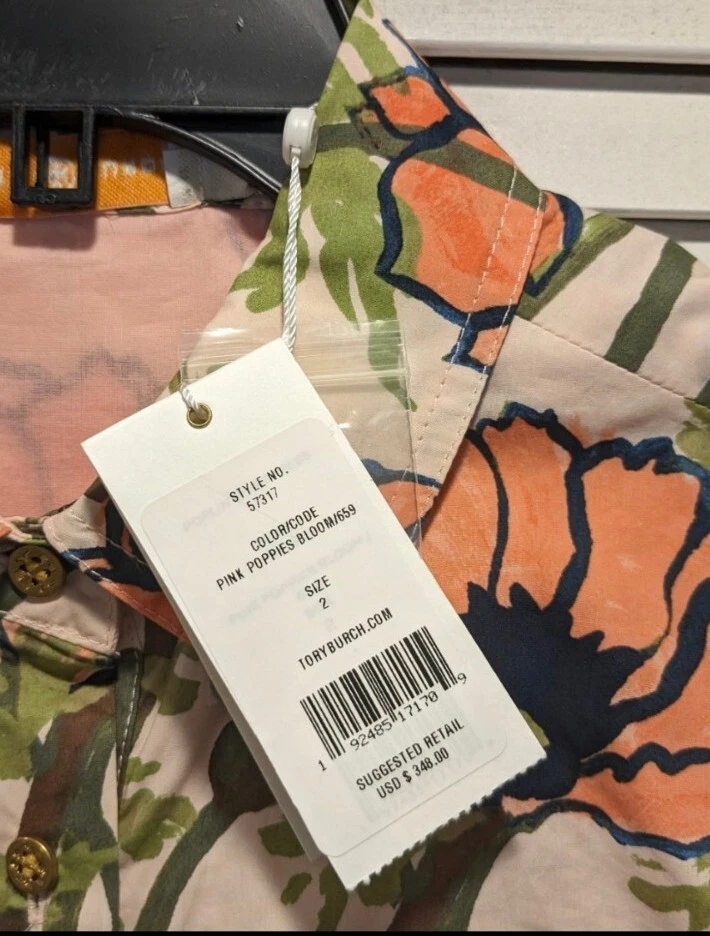 STYLE NO.
57317
COLOR/CODE
PINK POPPIES BLOOM/659
SIZE
2
TORYBURCH.COM
1 92485 17170 9
SUGGESTED RETAIL
USD $ 348.00